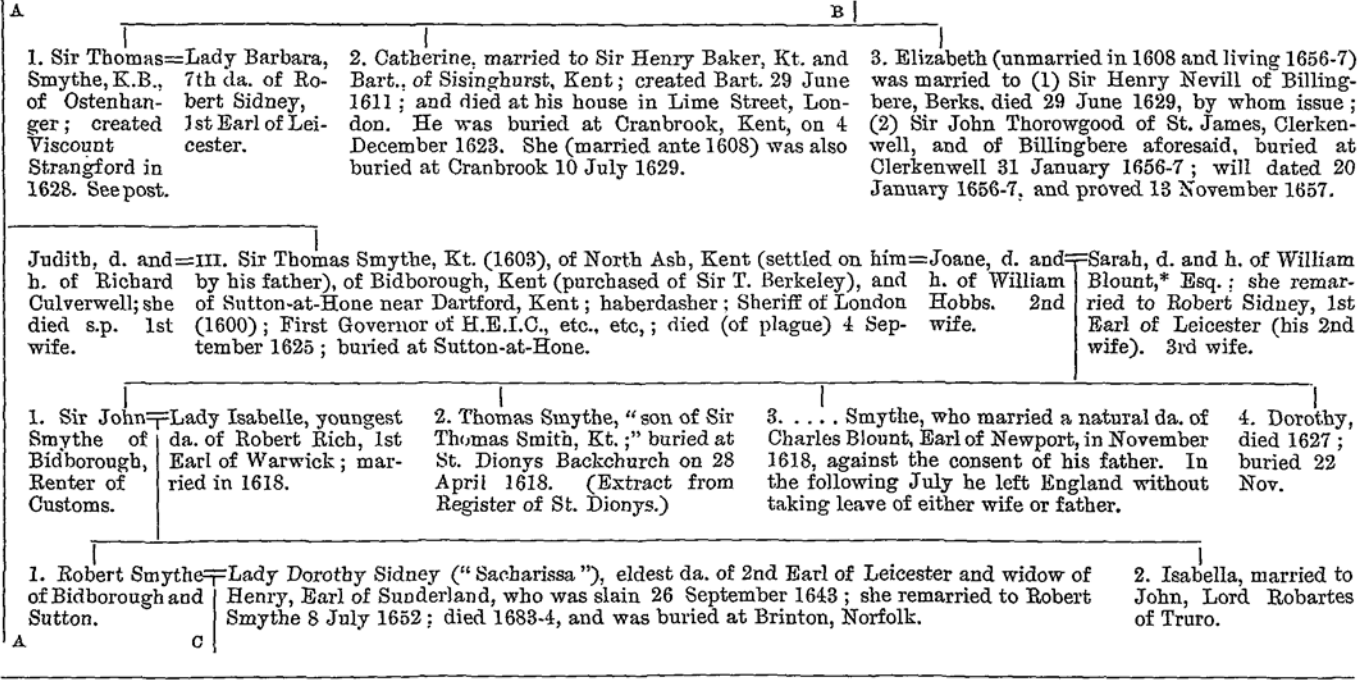 A B
1. Sir Thomas=Lady Barbara,
Smythe, K.B., 7th da. of Ro-
of Ostenhan- bert Sidney,
ger; created 1st Earl of Lei-
Viscount cester.
Strangford in
1628. See post.
2. Catherine, married to Sir Henry Baker, Kt. and
Bart., of Sisinghurst, Kent; created Bart. 29 June
1611; and died at his house in Lime Street, Lon-
don. He was buried at Cranbrook, Kent, on 4
December 1623. She (married ante 1608) was also
buried at Cranbrook 10 July 1629.
3. Elizabeth (unmarried in 1608 and living 1656-7)
was married to (1) Sir Henry Nevill of Billing-
bere, Berks. died 29 June 1629, by whom issue;
(2) Sir John Thorowgood of St. James, Clerken-
well, and of Billingbere aforesaid, buried at
Clerkenwell 31 January 1656-7; will dated 20
January 1656-7, and proved 13 November 1657.
Judith, d. and=
h. of Richard
Culverwell; she
died s.p. 1st
wife.
III. Sir Thomas Smythe, Kt. (1603), of North Ash, Kent (settled on him=
by his father), of Bidborough, Kent (purchased of Sir T. Berkeley), and
of Sutton-at-Hone near Dartford, Kent; haberdasher; Sheriff of London
(1600); First Governor of H.E.I.C., etc., etc,; died (of plague) 4 Sep-
tember 1625; buried at Sutton-at-Hone.
Joane, d. and=
h. of William
Hobbs. 2nd
wife.
Sarah, d. and h. of William
Blount,* Esq.; she remar-
ried to Robert Sidney, 1st
Earl of Leicester (his 2nd
wife). 3rd wife.
1. Sir John=
Smythe of
Bidborough,
Renter of
Customs.
Lady Isabelle, youngest
da. of Robert Rich, 1st
Earl of Warwick; mar-
ried in 1618.
2. Thomas Smythe, "son of Sir
Thomas Smith, Kt.;" buried at
St. Dionys Backchurch on 28
April 1618. (Extract from
Register of St. Dionys.)
3. .... Smythe, who married a natural da. of
Charles Blount, Earl of Newport, in November
1618, against the consent of his father. In
the following July he left England without
taking leave of either wife or father.
4. Dorothy,
died 1627;
buried 22
Nov.
1. Robert Smythe=
of Bidborough and
Sutton.
Lady Dorothy Sidney ("Sacharissa"), eldest da. of 2nd Earl of Leicester and widow of
Henry, Earl of Sunderland, who was slain 26 September 1643; she remarried to Robert
Smythe 8 July 1652; died 1683-4, and was buried at Brinton, Norfolk.
2. Isabella, married to
John, Lord Robartes
of Truro.
A C